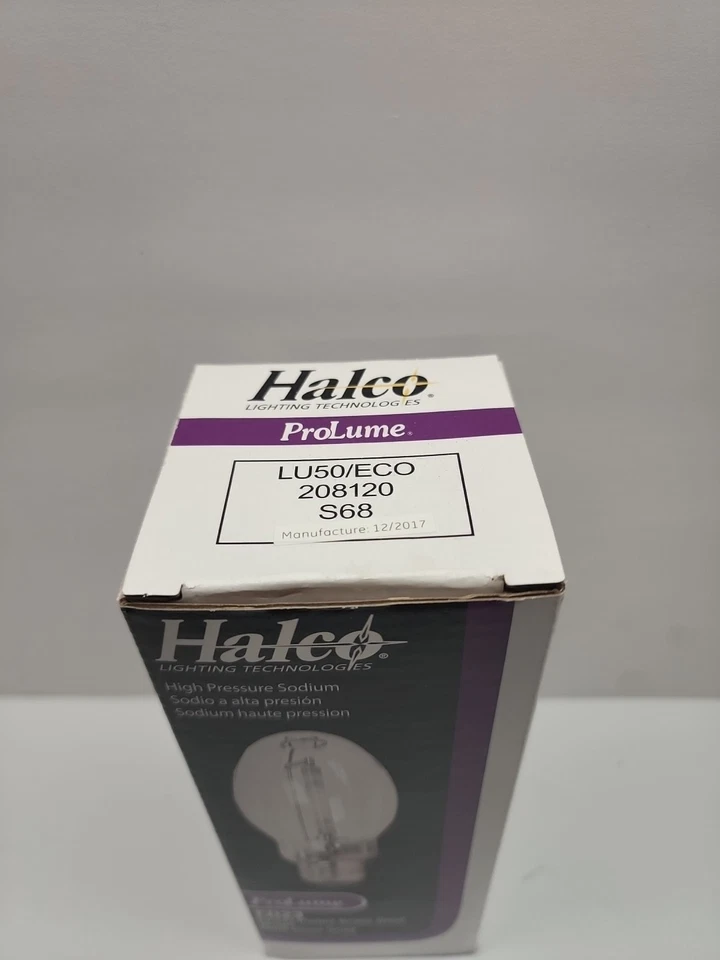 Halco
LIGHTING TECHNOLOGIES
ProLume
LU50/ECO
208120
S68
Manufacture: 12/2017
Halco
LIGHTING TECHNOLOGIES
High Pressure Sodium
Sodio a alta presión
Sodium haute pression
ProLume